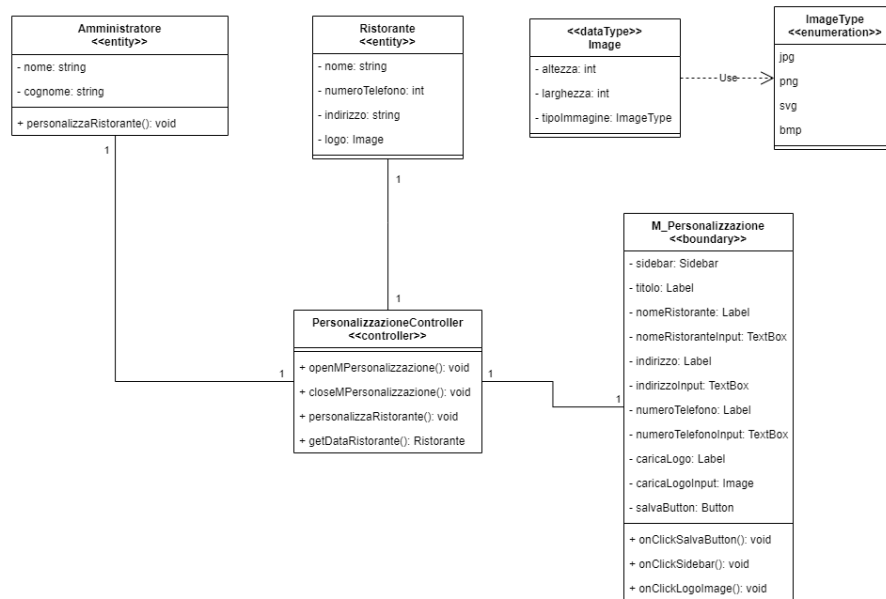 Amministratore
<<entity>>
- nome: string
- cognome: string
+ personalizzaRistorante(): void
Ristorante
<<entity>>
- nome: string
- numeroTelefono: int
- indirizzo: string
- logo: Image
<<dataType>>
Image
- altezza: int
- larghezza: int
- tipoImmagine: ImageType
Use
ImageType
<<enumeration>>
jpg
png
svg
bmp
1
1
1
PersonalizzazioneController
<<controller>>
+ openMPersonalizzazione(): void
+ closeMPersonalizzazione(): void
+ personalizzaRistorante(): void
+ getDataRistorante(): Ristorante
1
1
1
M_Personalizzazione
<<boundary>>
- sidebar: Sidebar
- titolo: Label
- nomeRistorante: Label
- nomeRistoranteInput: TextBox
- indirizzo: Label
- indirizzoInput: TextBox
- numeroTelefono: Label
- numeroTelefonoInput: TextBox
- caricaLogo: Label
- caricaLogoInput: Image
- salvaButton: Button
+ onClickSalvaButton(): void
+ onClickSidebar(): void
+ onClickLogoImage(): void